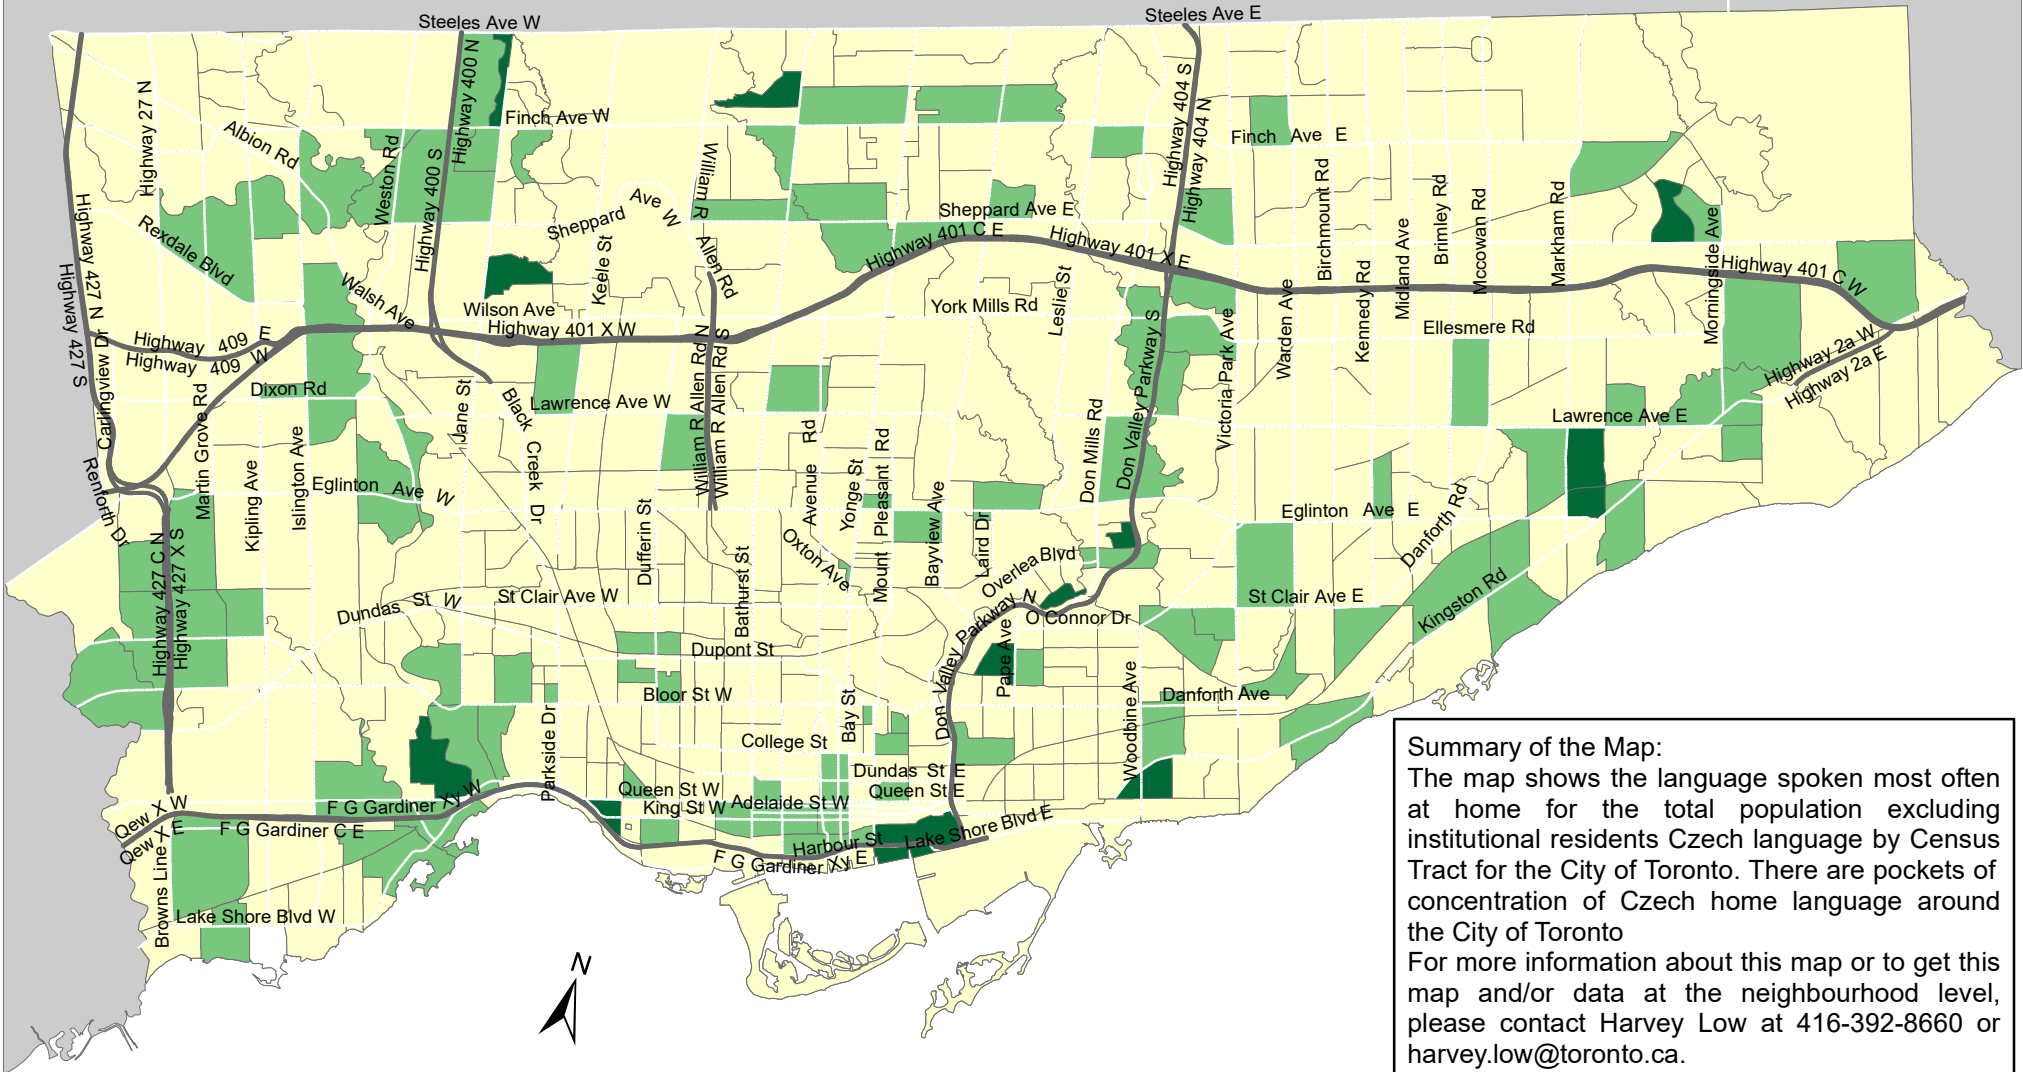 Steeles Ave W
Steeles Ave E
Highway 27 N
Albion Rd
Weston Rd
Highway 400 N
Highway 400 S
Finch Ave W
William R
Allen Rd
Highway 404 S
Highway 404 N
Finch Ave E
Birchmount Rd
Brimley Rd
Mccowan Rd
Markham Rd
Midland Ave
Kennedy Rd
Warden Ave
Morningside Ave
Highway 427 N
Highway 427 S
Rexdale Blvd
Walsh Ave
Sheppard Ave W
Keele St
Sheppard Ave E
Highway 401 C E
Highway 401 X E
Highway 401 C W
Wilson Ave
Highway 401 X W
York Mills Rd
Leslie St
Ellesmere Rd
Highway 2a W
Highway 2a E
Highway 409 E
Highway 409 W
Carlingview Dr
Dixon Rd
Martin Grove Rd
Kipling Ave
Islington Ave
Jane St
Black Creek Dr
Lawrence Ave W
William R Allen Rd N
William R Allen Rd S
Avenue Rd
Yonge St
Mount Pleasant Rd
Bayview Ave
Laird Dr
Don Mills Rd
Don Valley Parkway S
Victoria Park Ave
Lawrence Ave E
Renforth Dr
Eglinton Ave W
Eglinton Ave E
Danforth Rd
Kingston Rd
Highway 427 C N
Highway 427 X S
Dufferin St
Bathurst St
Oxton Ave
Overlea Blvd
Don Valley Parkway N
O Connor Dr
Pape Ave
St Clair Ave E
Dundas St W
St Clair Ave W
Dupont St
Bloor St W
Bay St
Danforth Ave
Woodbine Ave
Parkside Dr
College St
Dundas St E
Queen St E
Queen St W
King St W
Adelaide St W
Qew X W
Qew X E
F G Gardiner Xy W
F G Gardiner C E
Harbour St
Lake Shore Blvd E
F G Gardiner Xy E
Browns Line
Lake Shore Blvd W
N
Summary of the Map:
The map shows the language spoken most often
at home for the total population excluding
institutional residents Czech language by Census
Tract for the City of Toronto. There are pockets of
concentration of Czech home language around
the City of Toronto
For more information about this map or to get this
map and/or data at the neighbourhood level,
please contact Harvey Low at 416-392-8660 or
harvey.low@toronto.ca.